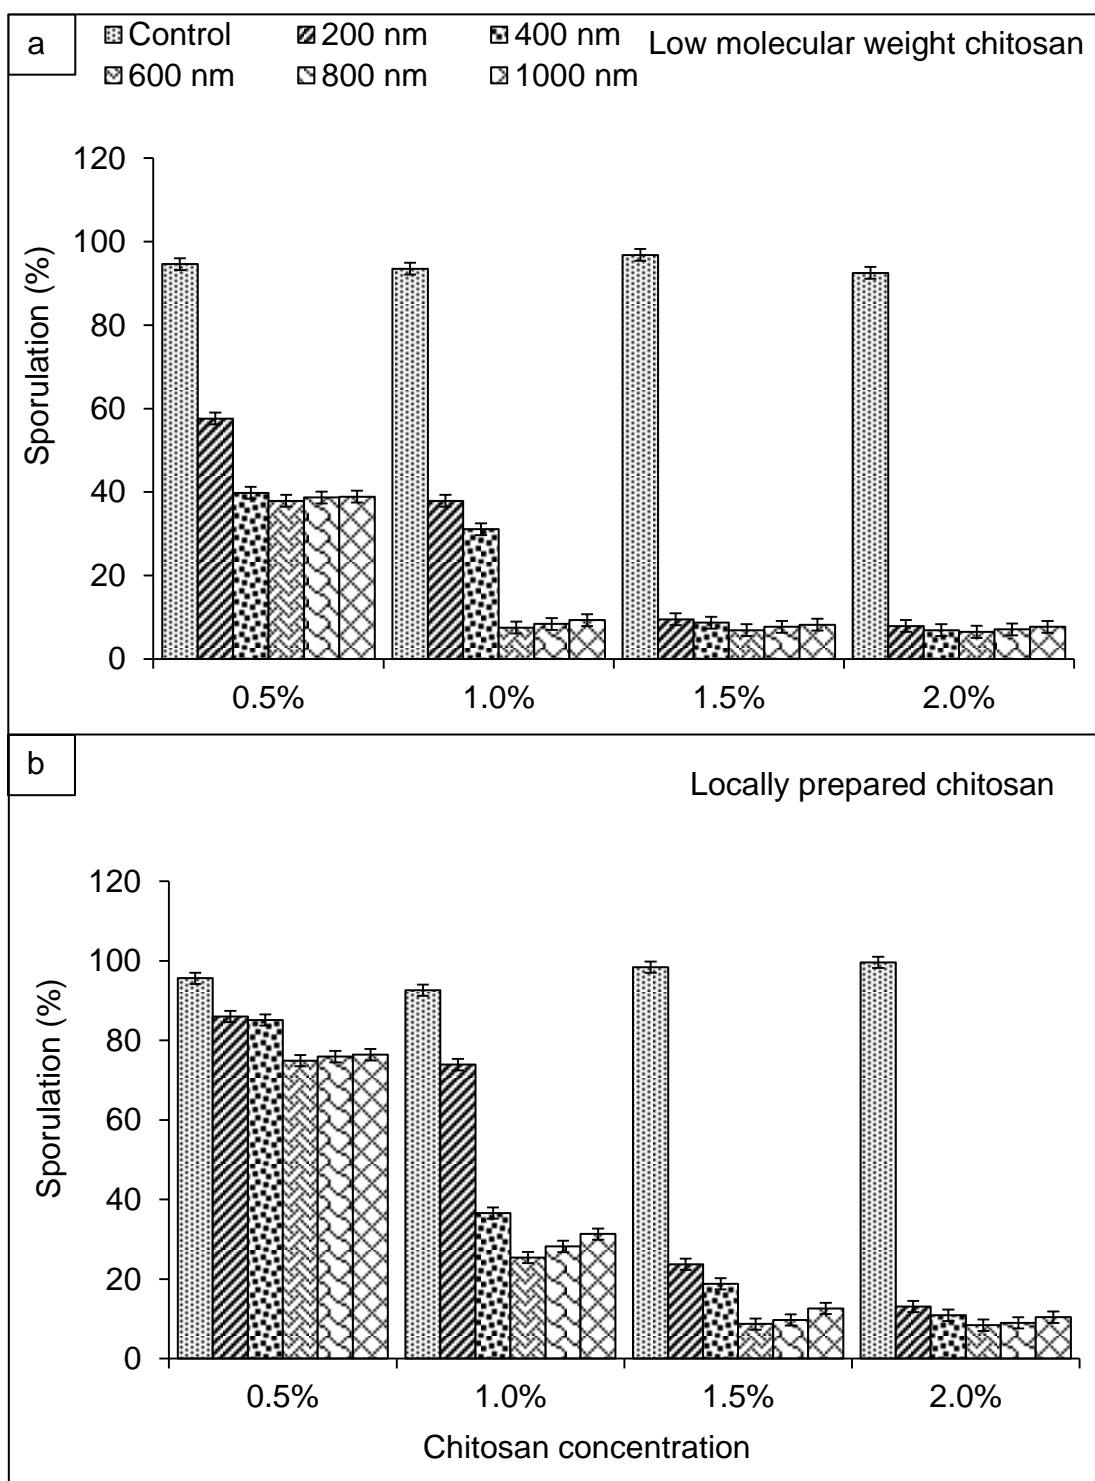 a
Control 200 nm 400 nm
600 nm 800 nm 1000 nm
Low molecular weight chitosan
Sporulation (%)
120
100
80
60
40
20
0
0.5% 1.0% 1.5% 2.0%
b
Locally prepared chitosan
Sporulation (%)
120
100
80
60
40
20
0
0.5% 1.0% 1.5% 2.0%
Chitosan concentration